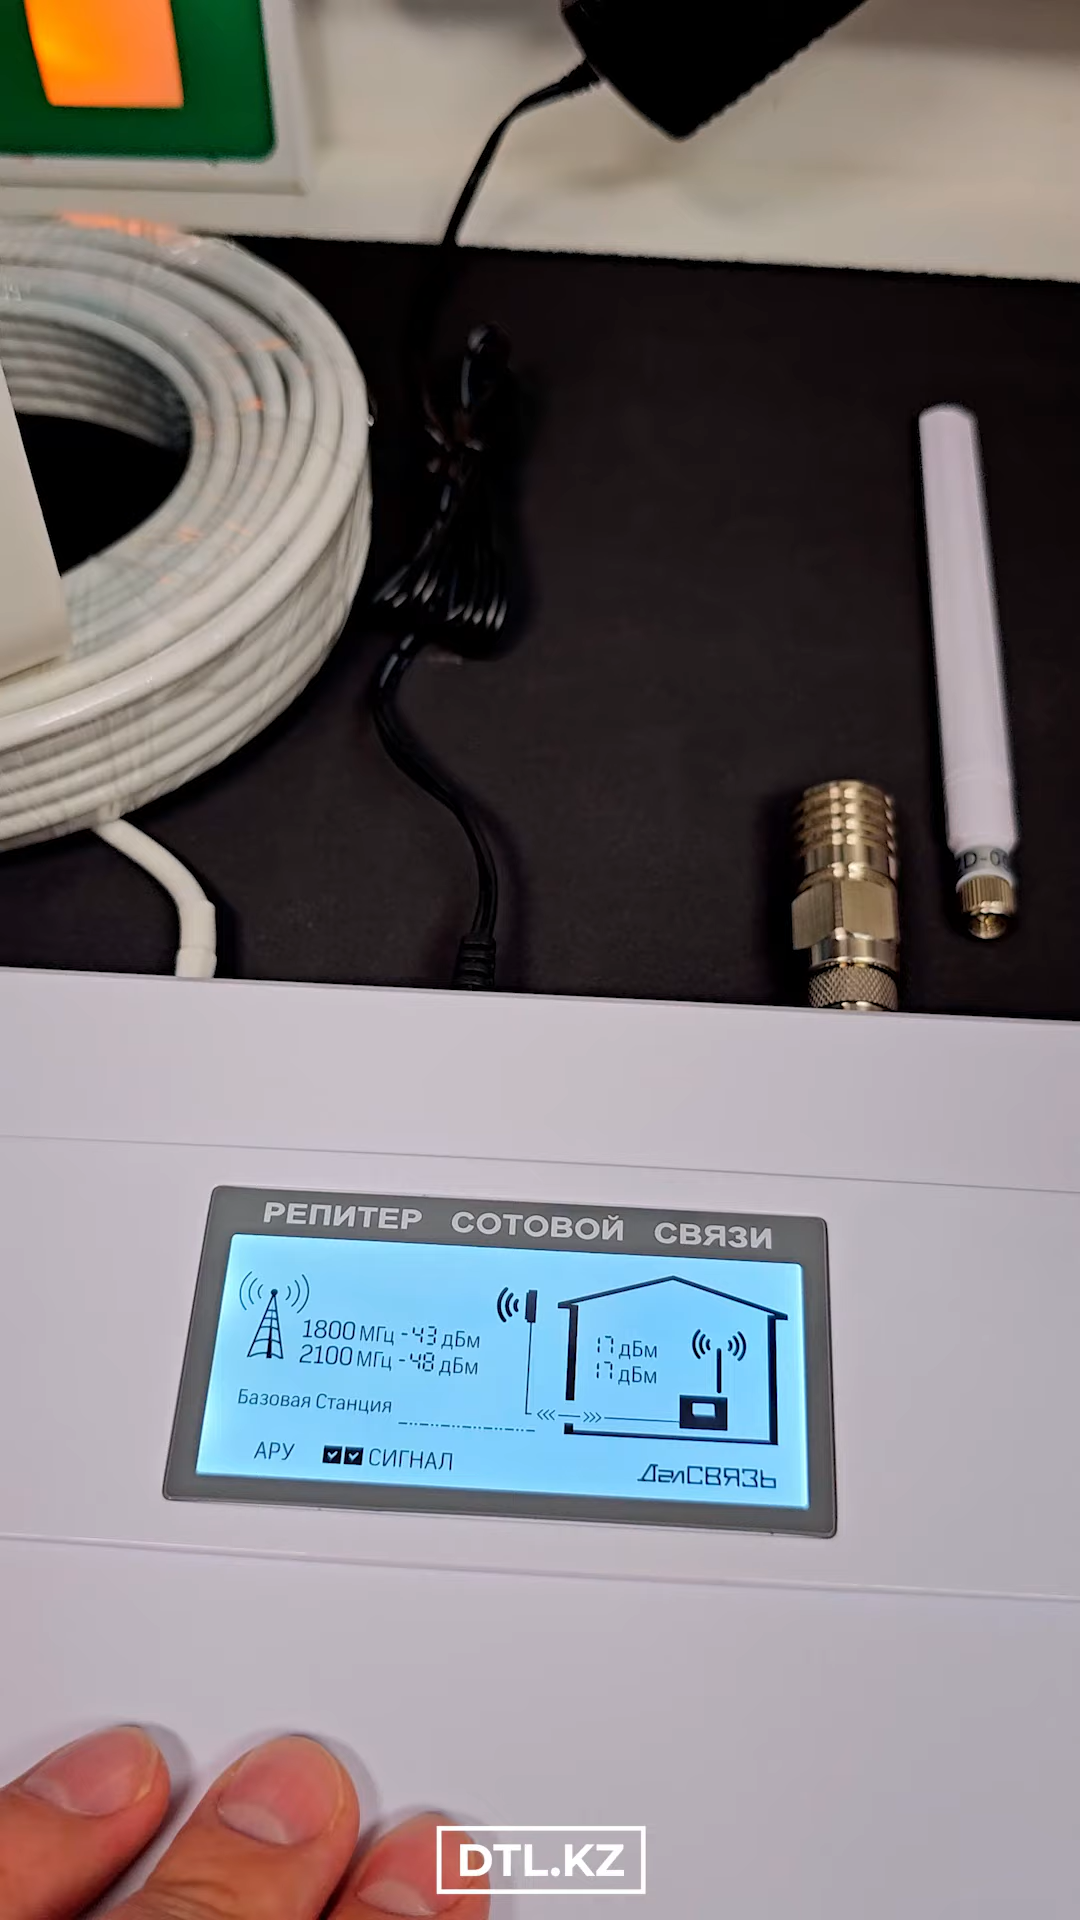 РЕПИТЕР СОТОВОЙ СВЯЗИ
1800 МГц -43 дБм
2100 МГц -48 дБм
17 дБм
17 дБм
Базовая Станция
АРУ СИГНАЛ
ДалСВЯЗЬ
DTL.KZ